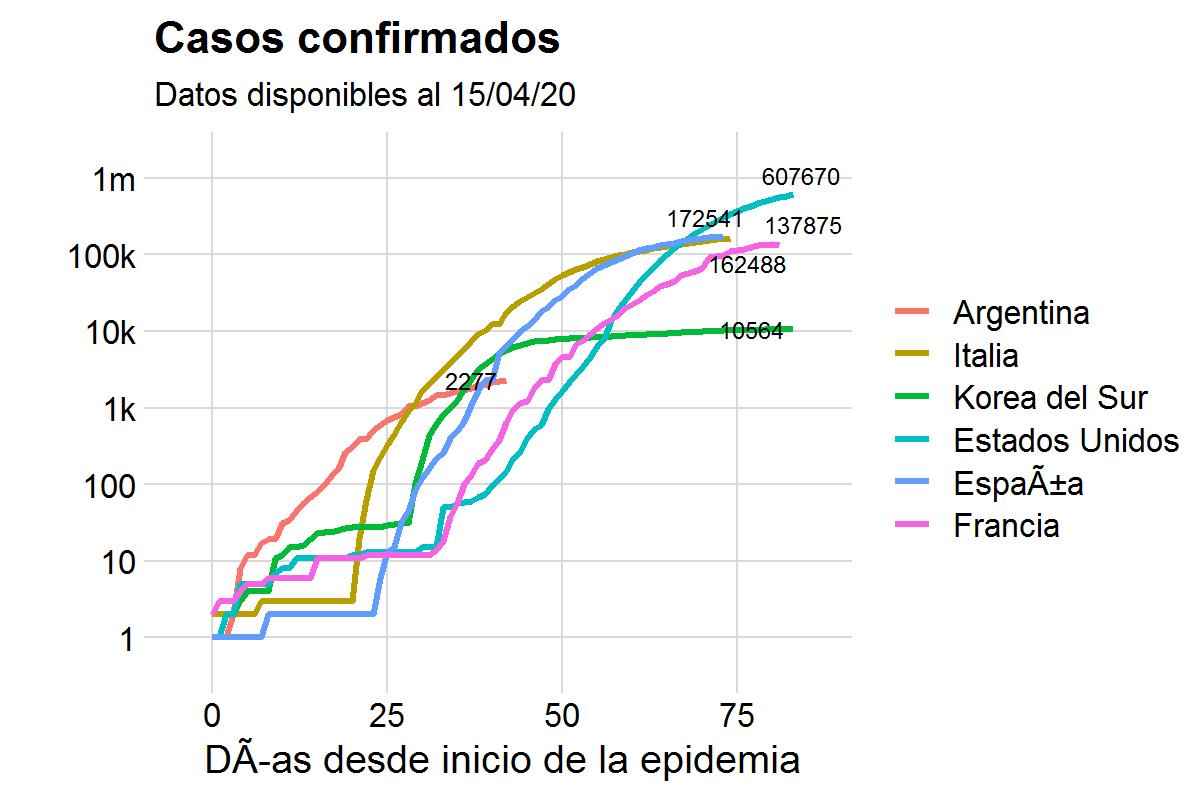 Casos confirmados
Datos disponibles al 15/04/20
1m
100k
10k
1k
100
10
1
607670
172541
137875
162488
10564
2277
0 25 50 75
DÃ-as desde inicio de la epidemia
Argentina
Italia
Korea del Sur
Estados Unidos
EspaÃ±a
Francia